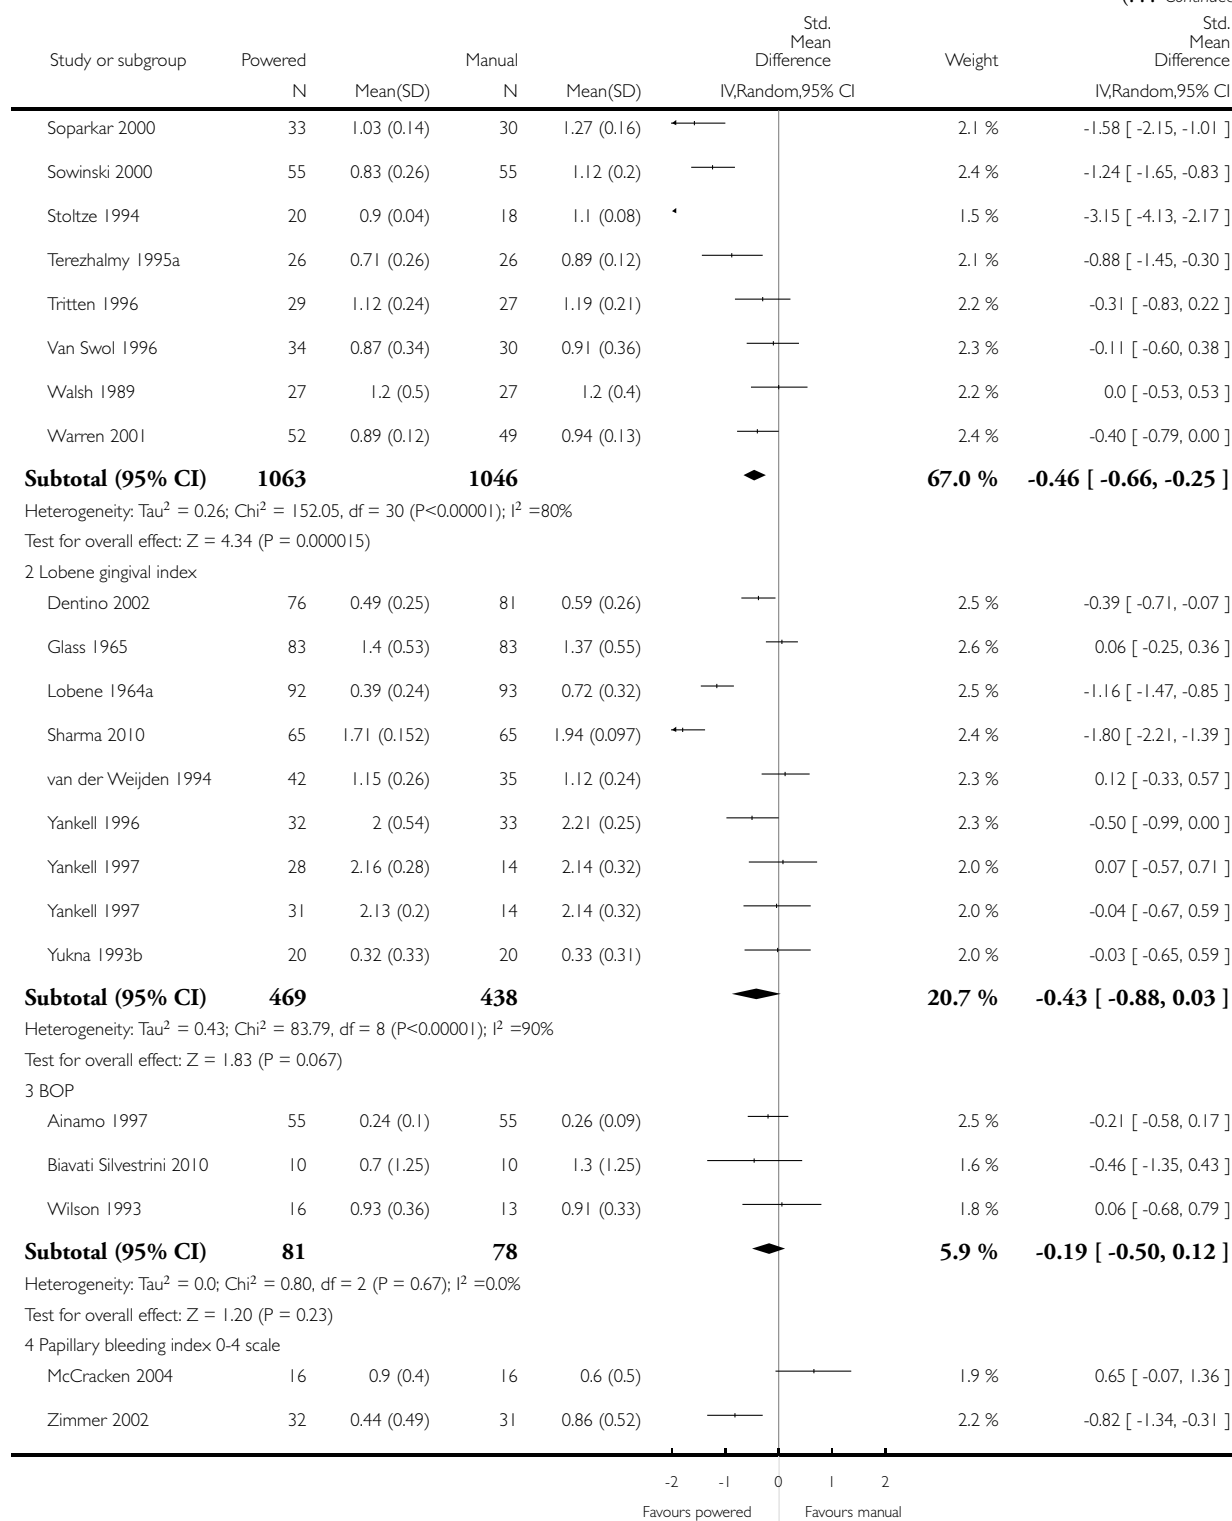 Std.
Mean
Difference
Std.
Mean
Difference
Study or subgroup Powered Manual Weight
N Mean(SD) N Mean(SD) IV,Random,95% CI IV,Random,95% CI
Soparkar 2000 33 1.03 (0.14) 30 1.27 (0.16) 2.1 % -1.58 [ -2.15, -1.01 ]
Sowinski 2000 55 0.83 (0.26) 55 1.12 (0.2) 2.4 % -1.24 [ -1.65, -0.83 ]
Stoltze 1994 20 0.9 (0.04) 18 1.1 (0.08) 1.5 % -3.15 [ -4.13, -2.17 ]
Terezhalmy 1995a 26 0.71 (0.26) 26 0.89 (0.12) 2.1 % -0.88 [ -1.45, -0.30 ]
Tritten 1996 29 1.12 (0.24) 27 1.19 (0.21) 2.2 % -0.31 [ -0.83, 0.22 ]
Van Swol 1996 34 0.87 (0.34) 30 0.91 (0.36) 2.3 % -0.11 [ -0.60, 0.38 ]
Walsh 1989 27 1.2 (0.5) 27 1.2 (0.4) 2.2 % 0.0 [ -0.53, 0.53 ]
Warren 2001 52 0.89 (0.12) 49 0.94 (0.13) 2.4 % -0.40 [ -0.79, 0.00 ]
Subtotal (95% CI) 1063 1046 67.0 % -0.46 [ -0.66, -0.25 ]
Heterogeneity: Tau² = 0.26; Chi² = 152.05, df = 30 (P<0.00001); I² =80%
Test for overall effect: Z = 4.34 (P = 0.000015)
2 Lobene gingival index
Dentino 2002 76 0.49 (0.25) 81 0.59 (0.26) 2.5 % -0.39 [ -0.71, -0.07 ]
Glass 1965 83 1.4 (0.53) 83 1.37 (0.55) 2.6 % 0.06 [ -0.25, 0.36 ]
Lobene 1964a 92 0.39 (0.24) 93 0.72 (0.32) 2.5 % -1.16 [ -1.47, -0.85 ]
Sharma 2010 65 1.71 (0.152) 65 1.94 (0.097) 2.4 % -1.80 [ -2.21, -1.39 ]
van der Weijden 1994 42 1.15 (0.26) 35 1.12 (0.24) 2.3 % 0.12 [ -0.33, 0.57 ]
Yankell 1996 32 2 (0.54) 33 2.21 (0.25) 2.3 % -0.50 [ -0.99, 0.00 ]
Yankell 1997 28 2.16 (0.28) 14 2.14 (0.32) 2.0 % 0.07 [ -0.57, 0.71 ]
Yankell 1997 31 2.13 (0.2) 14 2.14 (0.32) 2.0 % -0.04 [ -0.67, 0.59 ]
Yukna 1993b 20 0.32 (0.33) 20 0.33 (0.31) 2.0 % -0.03 [ -0.65, 0.59 ]
Subtotal (95% CI) 469 438 20.7 % -0.43 [ -0.88, 0.03 ]
Heterogeneity: Tau² = 0.43; Chi² = 83.79, df = 8 (P<0.00001); I² =90%
Test for overall effect: Z = 1.83 (P = 0.067)
3 BOP
Ainamo 1997 55 0.24 (0.1) 55 0.26 (0.09) 2.5 % -0.21 [ -0.58, 0.17 ]
Biavati Silvestrini 2010 10 0.7 (1.25) 10 1.3 (1.25) 1.6 % -0.46 [ -1.35, 0.43 ]
Wilson 1993 16 0.93 (0.36) 13 0.91 (0.33) 1.8 % 0.06 [ -0.68, 0.79 ]
Subtotal (95% CI) 81 78 5.9 % -0.19 [ -0.50, 0.12 ]
Heterogeneity: Tau² = 0.0; Chi² = 0.80, df = 2 (P = 0.67); I² =0.0%
Test for overall effect: Z = 1.20 (P = 0.23)
4 Papillary bleeding index 0-4 scale
McCracken 2004 16 0.9 (0.4) 16 0.6 (0.5) 1.9 % 0.65 [ -0.07, 1.36 ]
Zimmer 2002 32 0.44 (0.49) 31 0.86 (0.52) 2.2 % -0.82 [ -1.34, -0.31 ]
-2 -1 0 1 2
Favours powered Favours manual